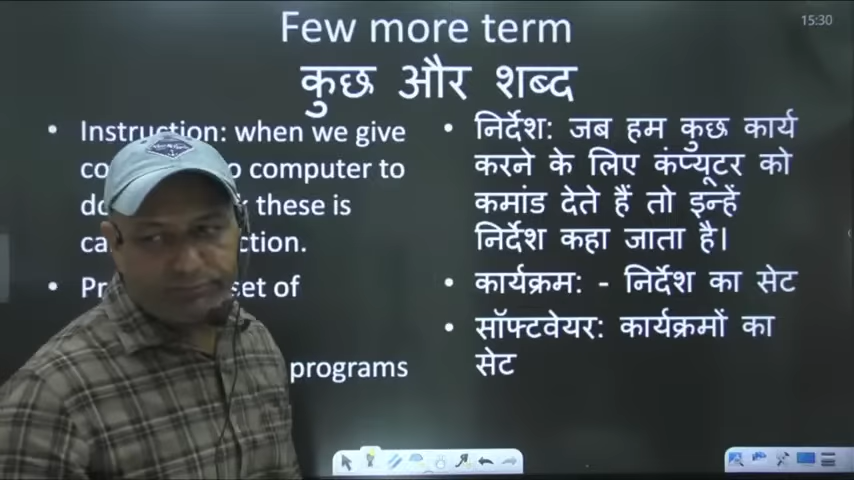 15:30
Few more term
कुछ और शब्द
• Instruction: when we give
co o computer to
do k these is
ca ction.
• Pr set of
programs
• निर्देश: जब हम कुछ कार्य
करने के लिए कंप्यूटर को
कमांड देते हैं तो इन्हें
निर्देश कहा जाता है।
• कार्यक्रम: - निर्देश का सेट
• सॉफ्टवेयर: कार्यक्रमों का
सेट